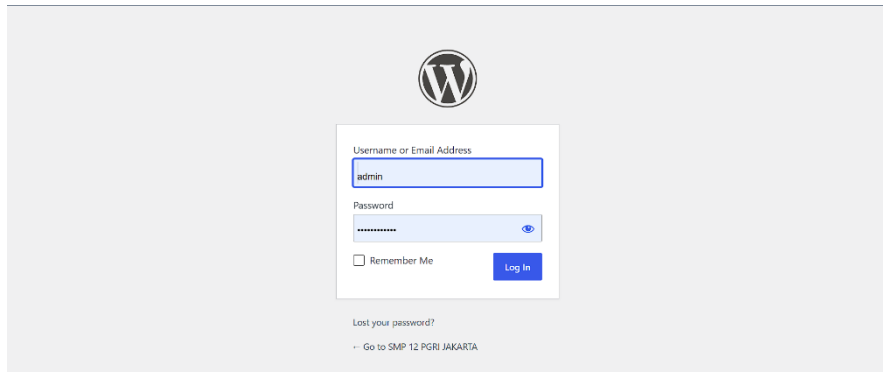 Username or Email Address
admin
Password
••••••••••••
Remember Me
Log In
Lost your password?
← Go to SMP 12 PGRI JAKARTA